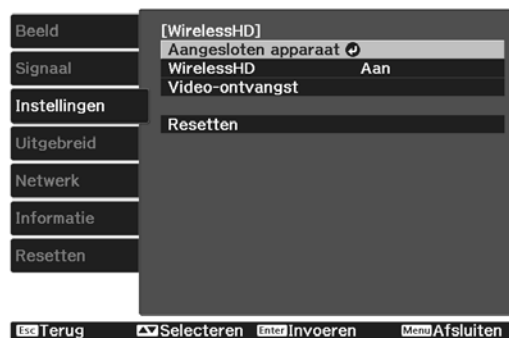 Beeld
Signaal
Instellingen
Uitgebreid
Netwerk
Informatie
Resetten
[WirelessHD]
Aangesloten apparaat
WirelessHD Aan
Video-ontvangst
Resetten
Esc Terug Selecteren Enter Invoeren Menu Afsluiten